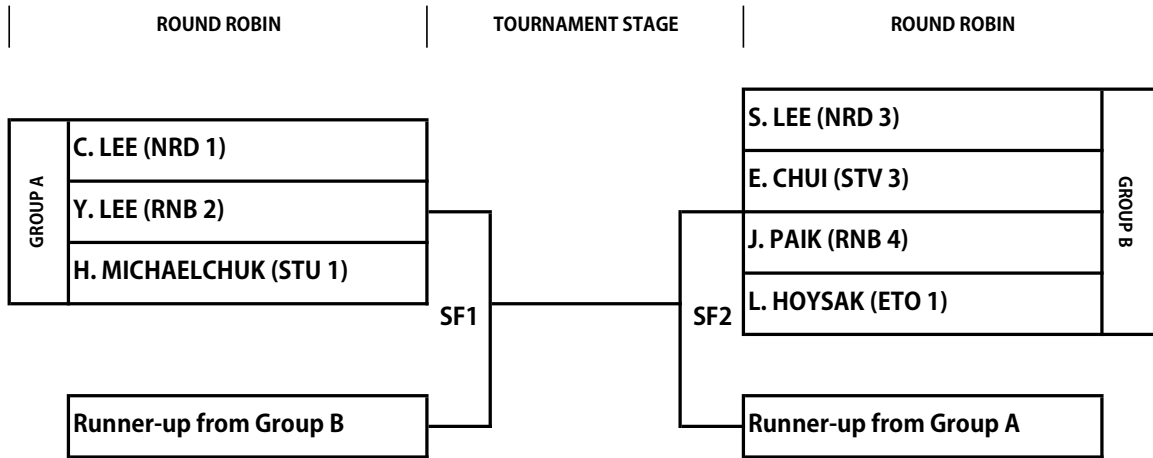 ROUND ROBIN
TOURNAMENT STAGE
ROUND ROBIN
GROUP A
C. LEE (NRD 1)
Y. LEE (RNB 2)
H. MICHAELCHUK (STU 1)
SF1
Runner-up from Group B
S. LEE (NRD 3)
E. CHUI (STV 3)
J. PAIK (RNB 4)
L. HOYSAK (ETO 1)
GROUP B
SF2
Runner-up from Group A